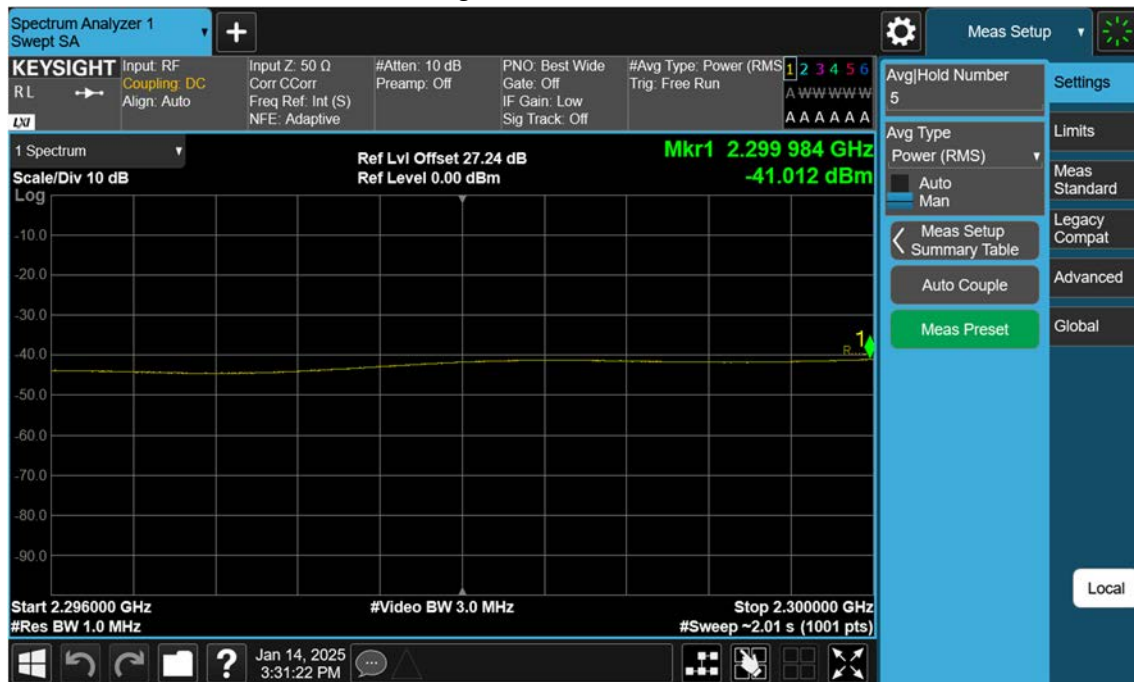 Spectrum Analyzer 1
Swept SA
+
Meas Setup
KEYSIGHT
RL
LXI
Input: RF
Coupling: DC
Align: Auto
Input Z: 50 Ω
Corr CCorr
Freq Ref: Int (S)
NFE: Adaptive
#Atten: 10 dB
Preamp: Off
PNO: Best Wide
Gate: Off
IF Gain: Low
Sig Track: Off
#Avg Type: Power (RMS
Trig: Free Run
1 2 3 4 5 6
A W W W W W
A A A A A A
1 Spectrum
Scale/Div 10 dB
Log
Ref Lvl Offset 27.24 dB
Ref Level 0.00 dBm
Mkr1 2.299 984 GHz
-41.012 dBm
-10.0
-20.0
-30.0
-40.0
-50.0
-60.0
-70.0
-80.0
-90.0
1
R...
Start 2.296000 GHz
#Res BW 1.0 MHz
#Video BW 3.0 MHz
Stop 2.300000 GHz
#Sweep ~2.01 s (1001 pts)
Avg|Hold Number
5
Avg Type
Power (RMS)
Auto
Man
Meas Setup
Summary Table
Auto Couple
Meas Preset
Settings
Limits
Meas
Standard
Legacy
Compat
Advanced
Global
Local
?
Jan 14, 2025
3:31:22 PM